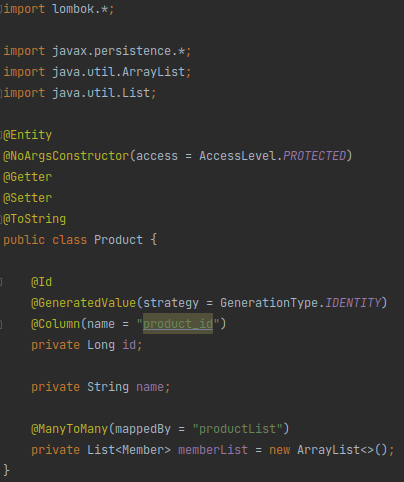 import lombok.*;
import javax.persistence.*;
import java.util.ArrayList;
import java.util.List;
@Entity
@NoArgsConstructor(access = AccessLevel.PROTECTED)
@Getter
@Setter
@ToString
public class Product {
@Id
@GeneratedValue(strategy = GenerationType.IDENTITY)
@Column(name = "product_id")
private Long id;
private String name;
@ManyToMany(mappedBy = "productList")
private List<Member> memberList = new ArrayList<>();
}